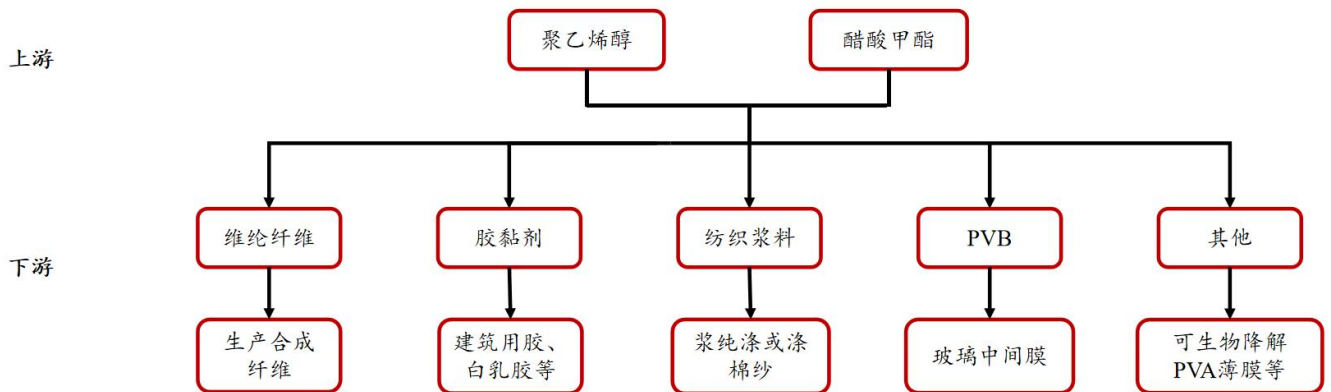 上游
聚乙烯醇
醋酸甲酯
下游
维纶纤维
胶黏剂
纺织浆料
PVB
其他
生产合成
纤维
建筑用胶、
白乳胶等
浆纯涤或涤
棉纱
玻璃中间膜
可生物降解
PVA薄膜等